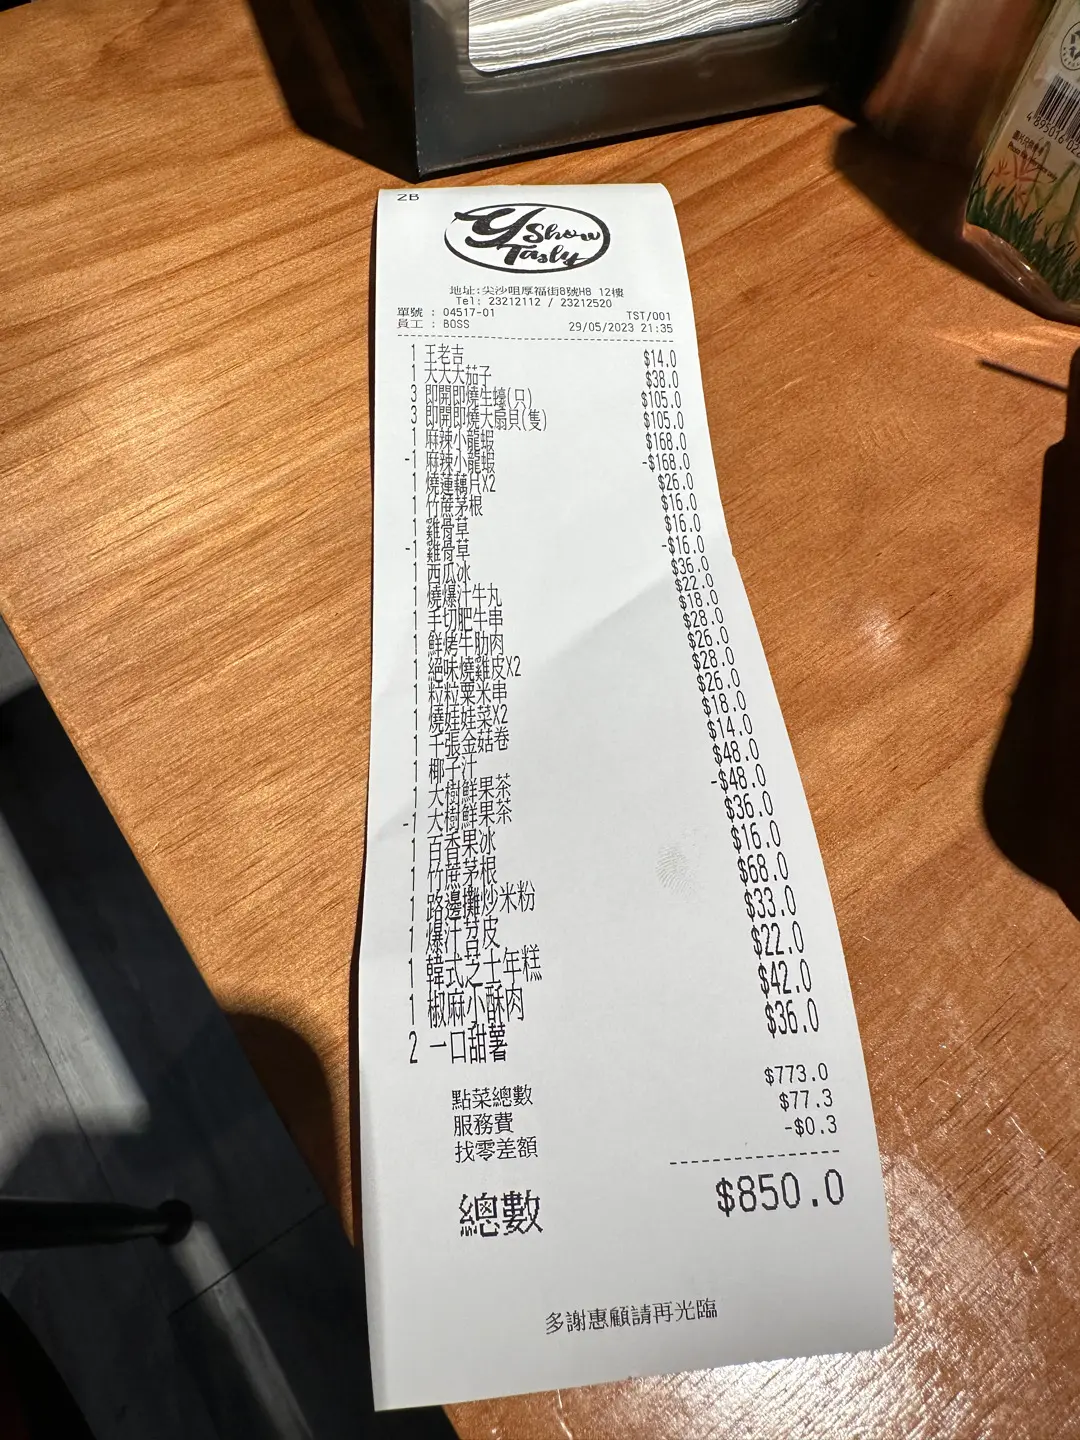 2B
y Show Tasty
地址:尖沙咀厚福街8號H8 12樓
Tel: 23212112 / 23212520
單號 : 04517-01 TST/001
員工 : BOSS 29/05/2023 21:35
1 王老吉 $14.0
1 大大大茄子 $38.0
3 即開即燒生蠔(只) $105.0
3 即開即燒大扇貝(隻) $105.0
1 麻辣小龍蝦 $168.0
-1 麻辣小龍蝦 -$168.0
1 燒蓮藕片X2 $26.0
1 竹蔗茅根 $16.0
1 雞骨草 $16.0
-1 雞骨草 -$16.0
1 西瓜冰 $36.0
1 燒爆汁牛丸 $22.0
1 手切肥牛串 $18.0
1 鮮烤牛肋肉 $28.0
1 絕味燒雞皮X2 $26.0
1 粒粒粟米串 $28.0
1 燒娃娃菜X2 $26.0
1 千張金菇卷 $18.0
1 椰子汁 $14.0
1 大樹鮮果茶 $48.0
-1 大樹鮮果茶 -$48.0
1 百香果冰 $36.0
1 竹蔗茅根 $16.0
1 路邊攤炒米粉 $68.0
1 爆汁苕皮 $33.0
1 韓式芝士年糕 $22.0
1 椒麻小酥肉 $42.0
2 一口甜薯 $36.0
點菜總數 $773.0
服務費 $77.3
找零差額 -$0.3
總數 $850.0
多謝惠顧請再光臨